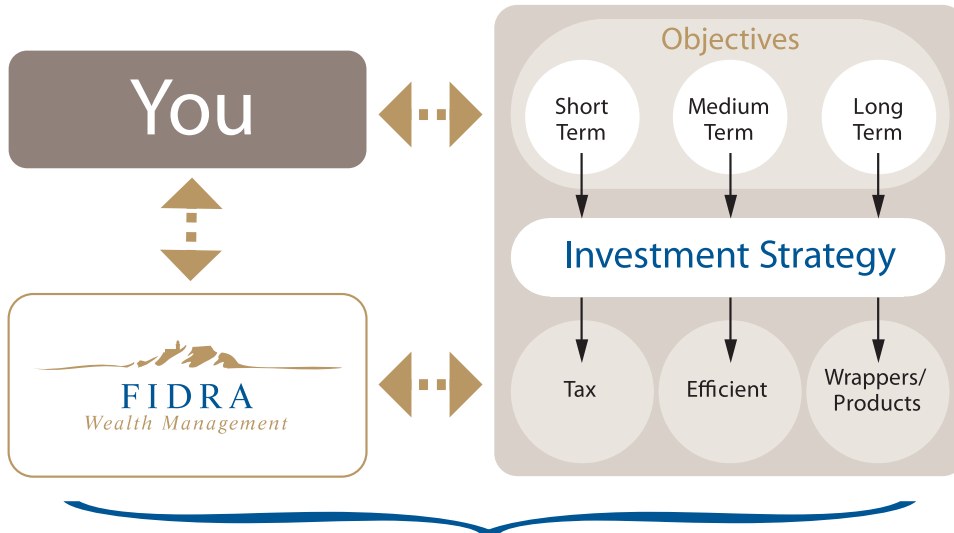 You
FIDRA
Wealth Management
Objectives
Short
Term
Medium
Term
Long
Term
Investment Strategy
Tax
Efficient
Wrappers/
Products